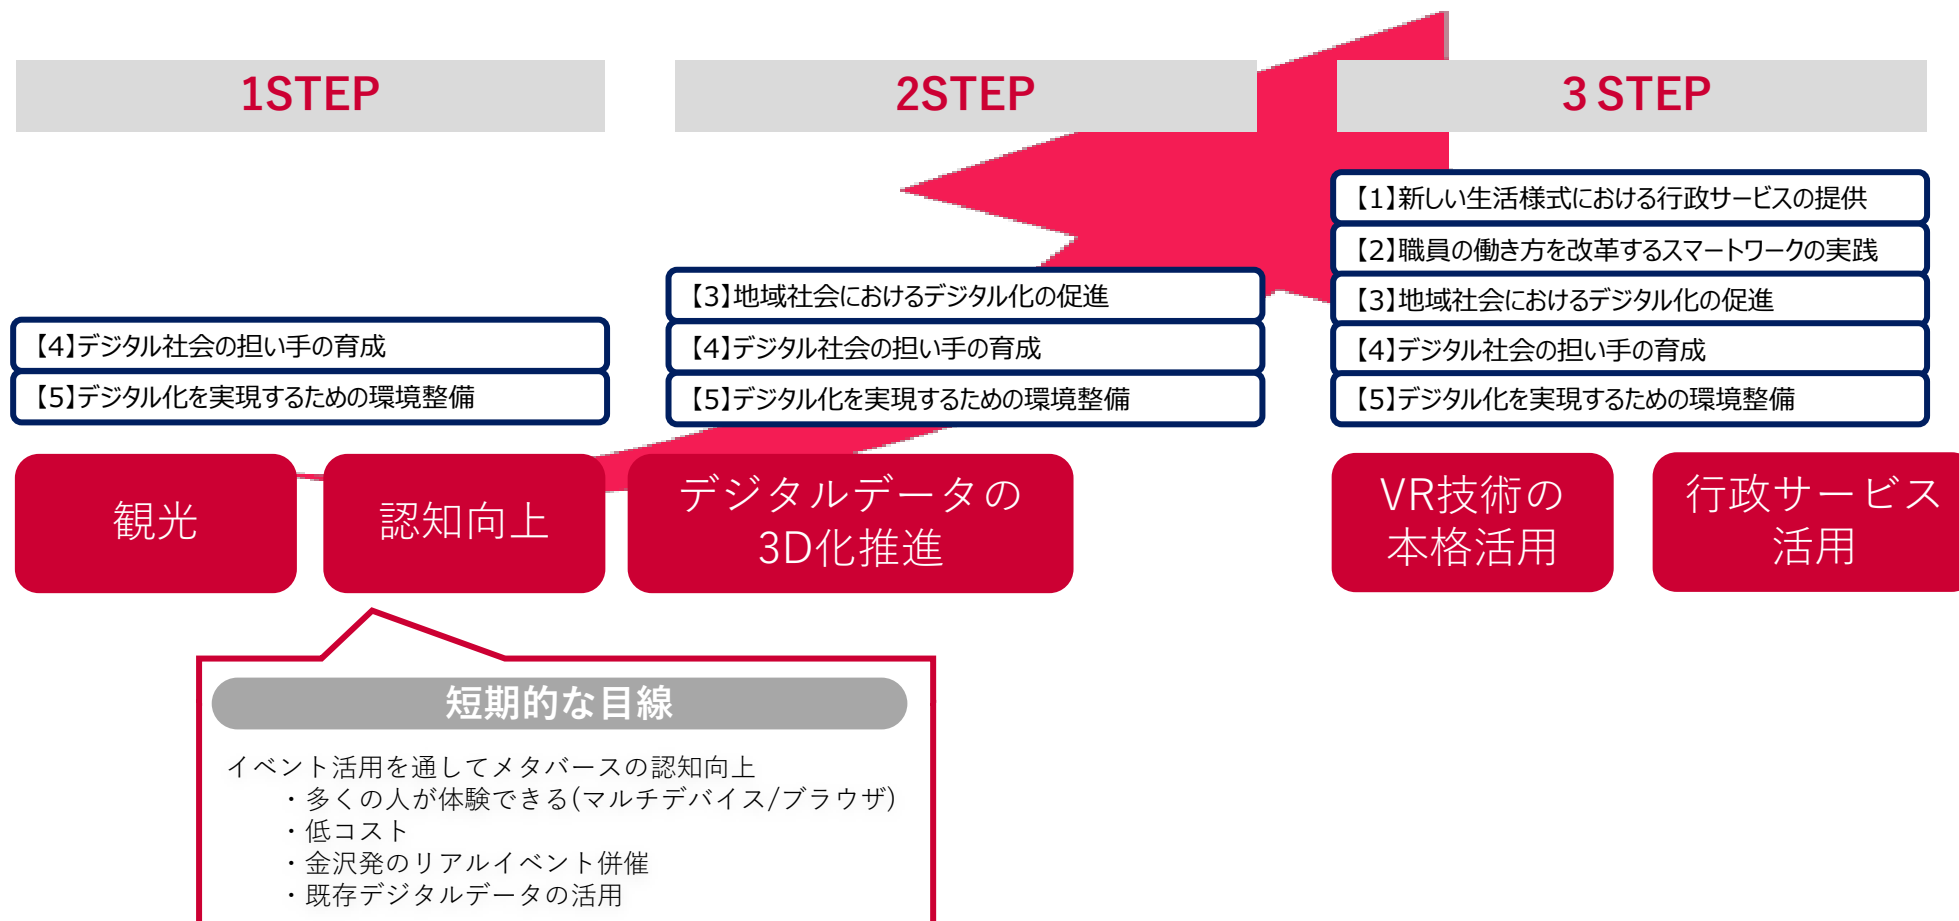 1STEP
2STEP
3 STEP
【4】デジタル社会の担い手の育成
【5】デジタル化を実現するための環境整備
【3】地域社会におけるデジタル化の促進
【4】デジタル社会の担い手の育成
【5】デジタル化を実現するための環境整備
【1】新しい生活様式における行政サービスの提供
【2】職員の働き方を改革するスマートワークの実践
【3】地域社会におけるデジタル化の促進
【4】デジタル社会の担い手の育成
【5】デジタル化を実現するための環境整備
観光
認知向上
デジタルデータの
3D化推進
VR技術の
本格活用
行政サービス
活用
短期的な目線
イベント活用を通してメタバースの認知向上
・多くの人が体験できる(マルチデバイス/ブラウザ)
・低コスト
・金沢発のリアルイベント併催
・既存デジタルデータの活用